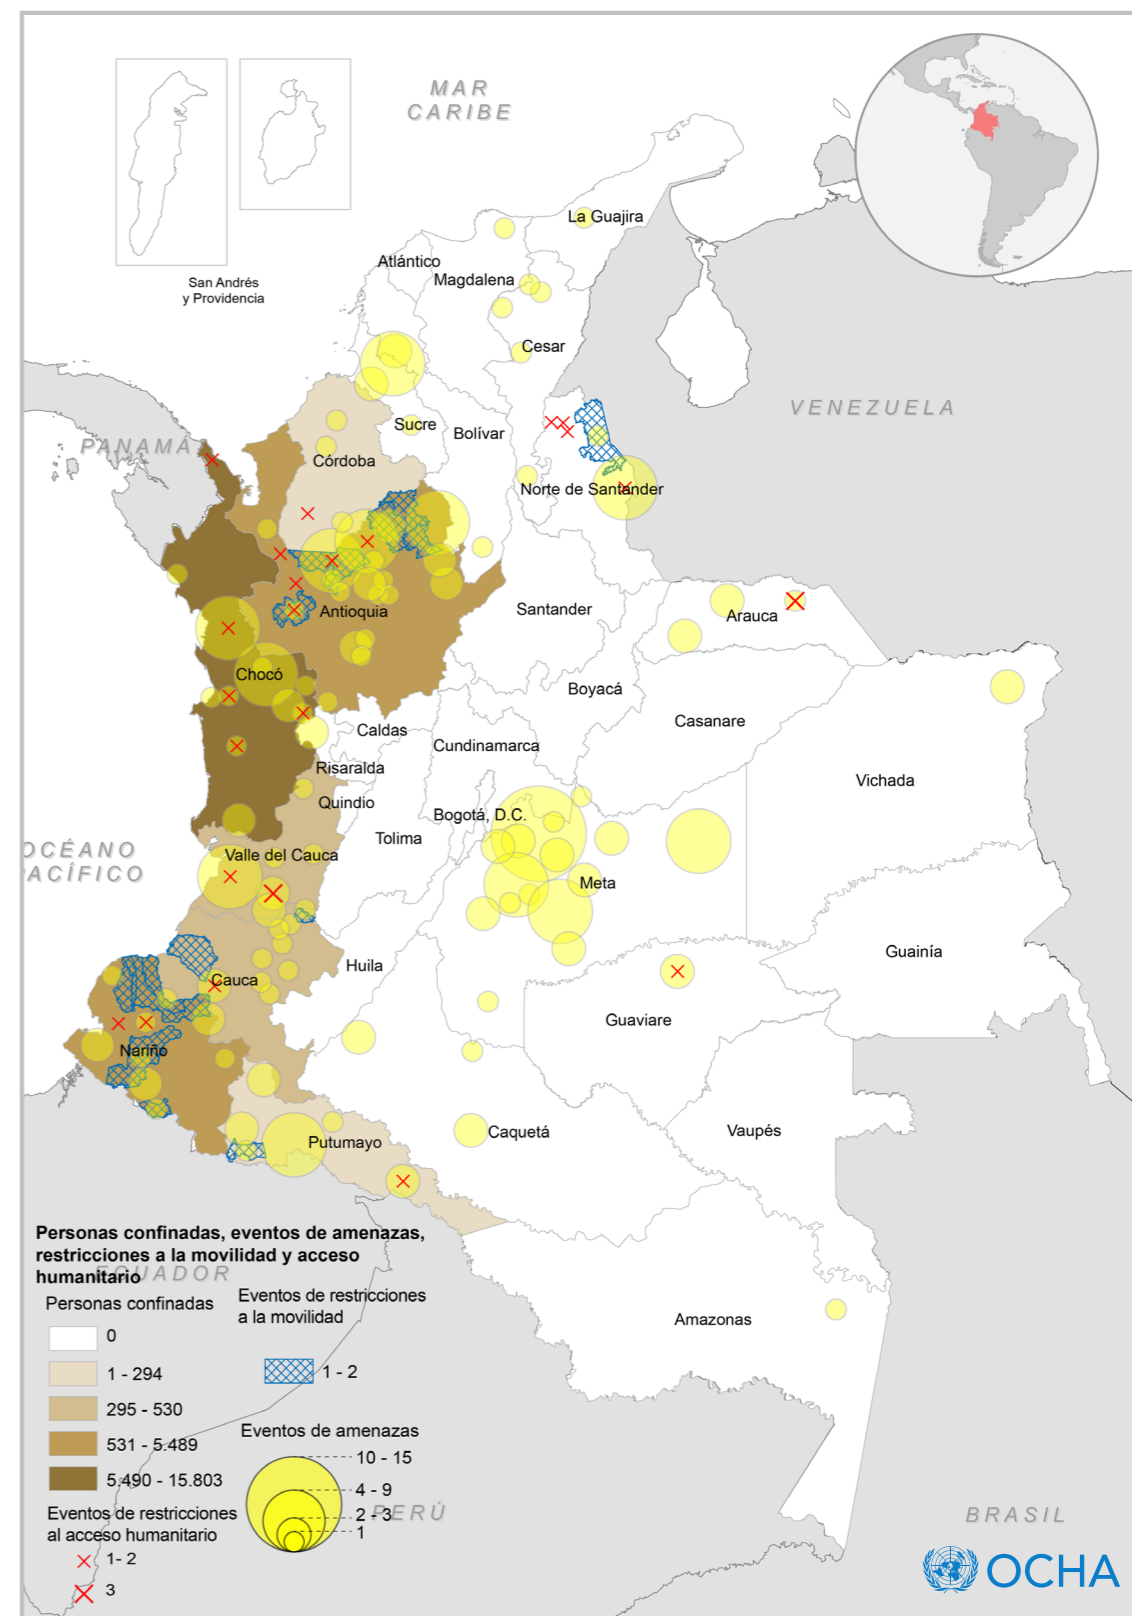 MAR
CARIBE
San Andrés
y Providencia
La Guajira
Atlántico
Magdalena
Cesar
VENEZUELA
PANAMÁ
Sucre
Bolívar
Córdoba
Norte de Santander
Antioquia
Santander
Arauca
Chocó
Boyacá
Casanare
Caldas
Cundinamarca
Risaralda
Vichada
Quindio
Bogotá, D.C.
Tolima
OCÉANO
PACÍFICO
Valle del Cauca
Meta
Guainía
Huila
Cauca
Guaviare
Nariño
Vaupés
Caquetá
Putumayo
Amazonas
ECUADOR
PERÚ
BRASIL
Personas confinadas, eventos de amenazas,
restricciones a la movilidad y acceso
humanitario
Personas confinadas
0
1 - 294
295 - 530
531 - 5.489
5.490 - 15.803
Eventos de restricciones
al acceso humanitario
1- 2
3
Eventos de restricciones
a la movilidad
1 - 2
Eventos de amenazas
10 - 15
4 - 9
2 - 3
1
OCHA